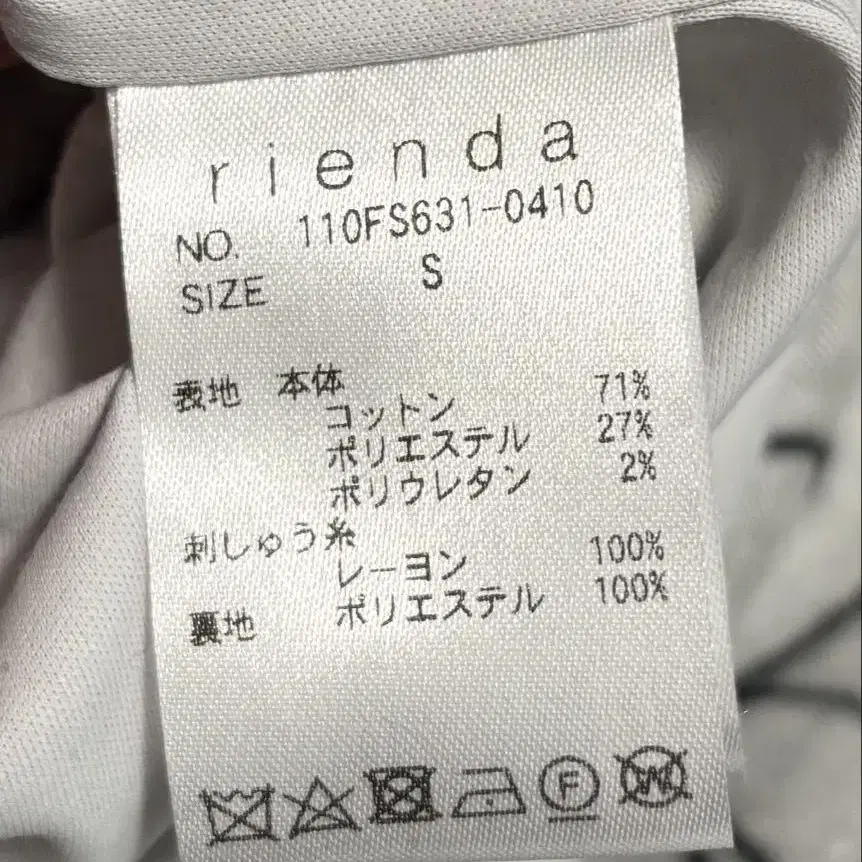 rienda
NO. 110FS631-0410
SIZE S
表地 本体
コットン 71%
ポリエステル 27%
ポリウレタン 2%
刺しゅう糸
レーヨン 100%
裏地 ポリエステル 100%
F W